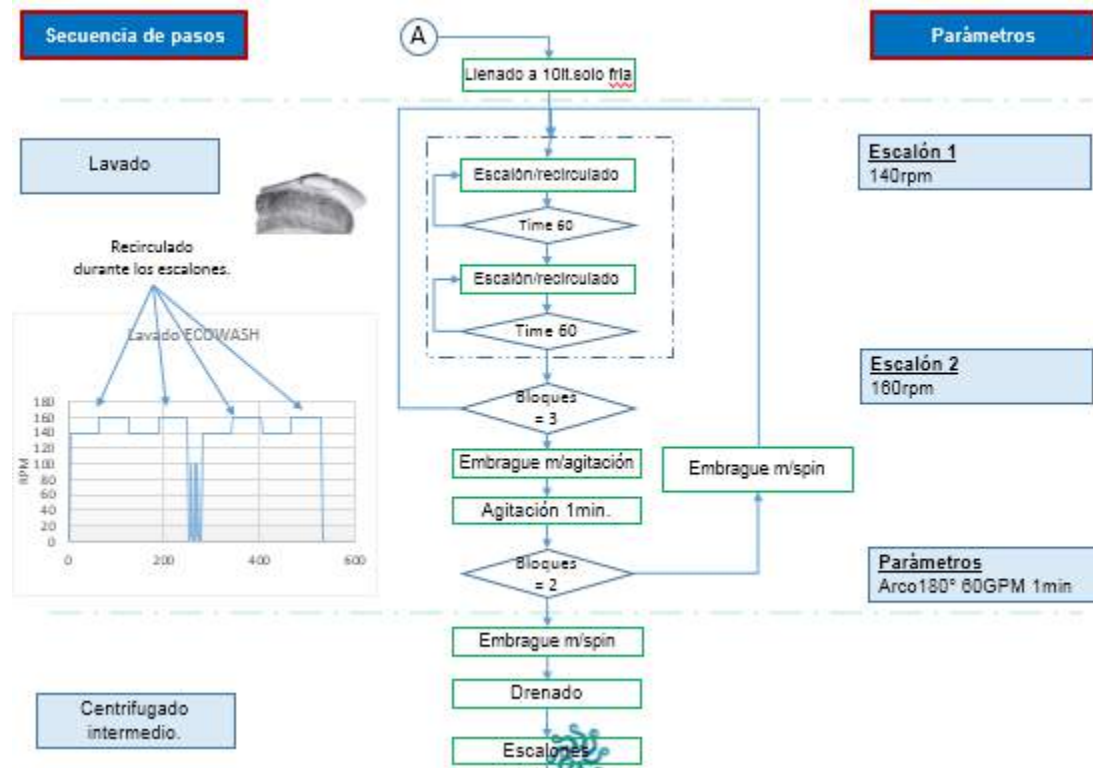 Secuencia de pasos
A
Parámetros
Llenado a 10lt.solo fria
Lavado
Escalón 1
140rpm
Escalón/recirculado
Time 60
Recirculado
durante los escalones.
Escalón/recirculado
Time 60
Lavado ECOWASH
Escalón 2
160rpm
180
160
140
120
100
80
60
40
20
0
RPM
0
200
400
600
Bloques
= 3
Embrague m/agitación
Embrague m/spin
Agitación 1min.
Bloques
= 2
Parámetros
Arco180° 60GPM 1min
Embrague m/spin
Drenado
Centrifugado
intermedio.
Escalones